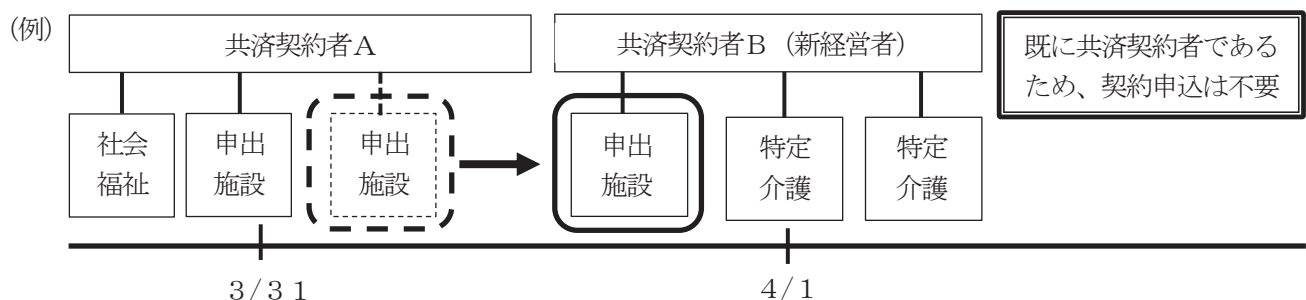 (例)
共済契約者A
共済契約者B（新経営者）
既に共済契約者である
ため、契約申込は不要
社会
福祉
申出
施設
申出
施設
申出
施設
特定
介護
特定
介護
3/31
4/1